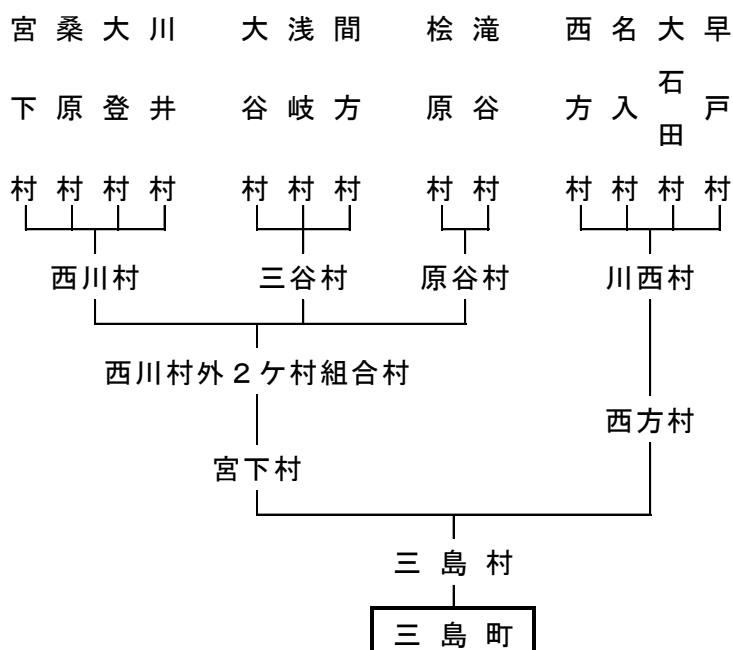 宮下村
桑原村
大登村
川井村
大谷村
浅岐村
間方村
桧原村
滝谷村
西方村
名入村
大石田村
早戸村
西川村
三谷村
原谷村
川西村
西川村外2ケ村組合村
西方村
宮下村
三島村
三島町